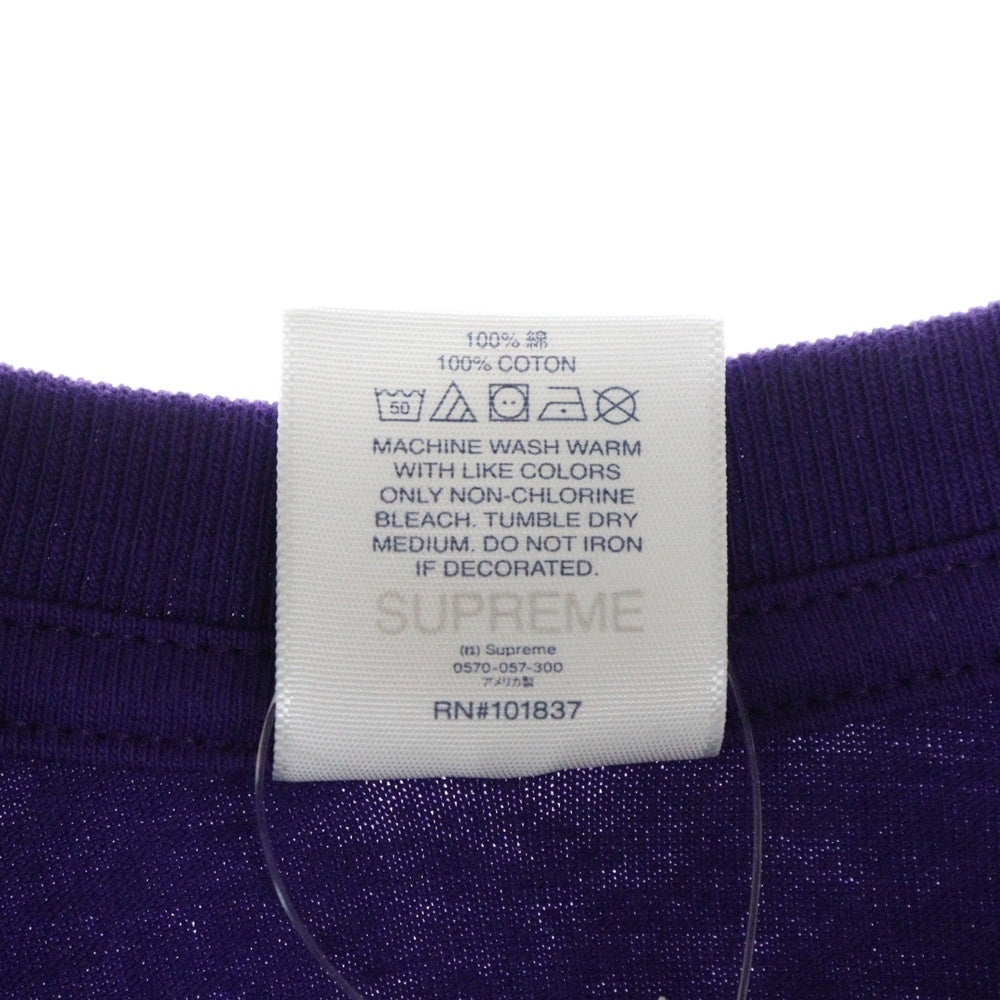 100% 綿
100% COTON
50
MACHINE WASH WARM
WITH LIKE COLORS
ONLY NON-CHLORINE
BLEACH. TUMBLE DRY
MEDIUM. DO NOT IRON
IF DECORATED.
SUPREME
(株) Supreme
0570-057-300
アメリカ製
RN#101837